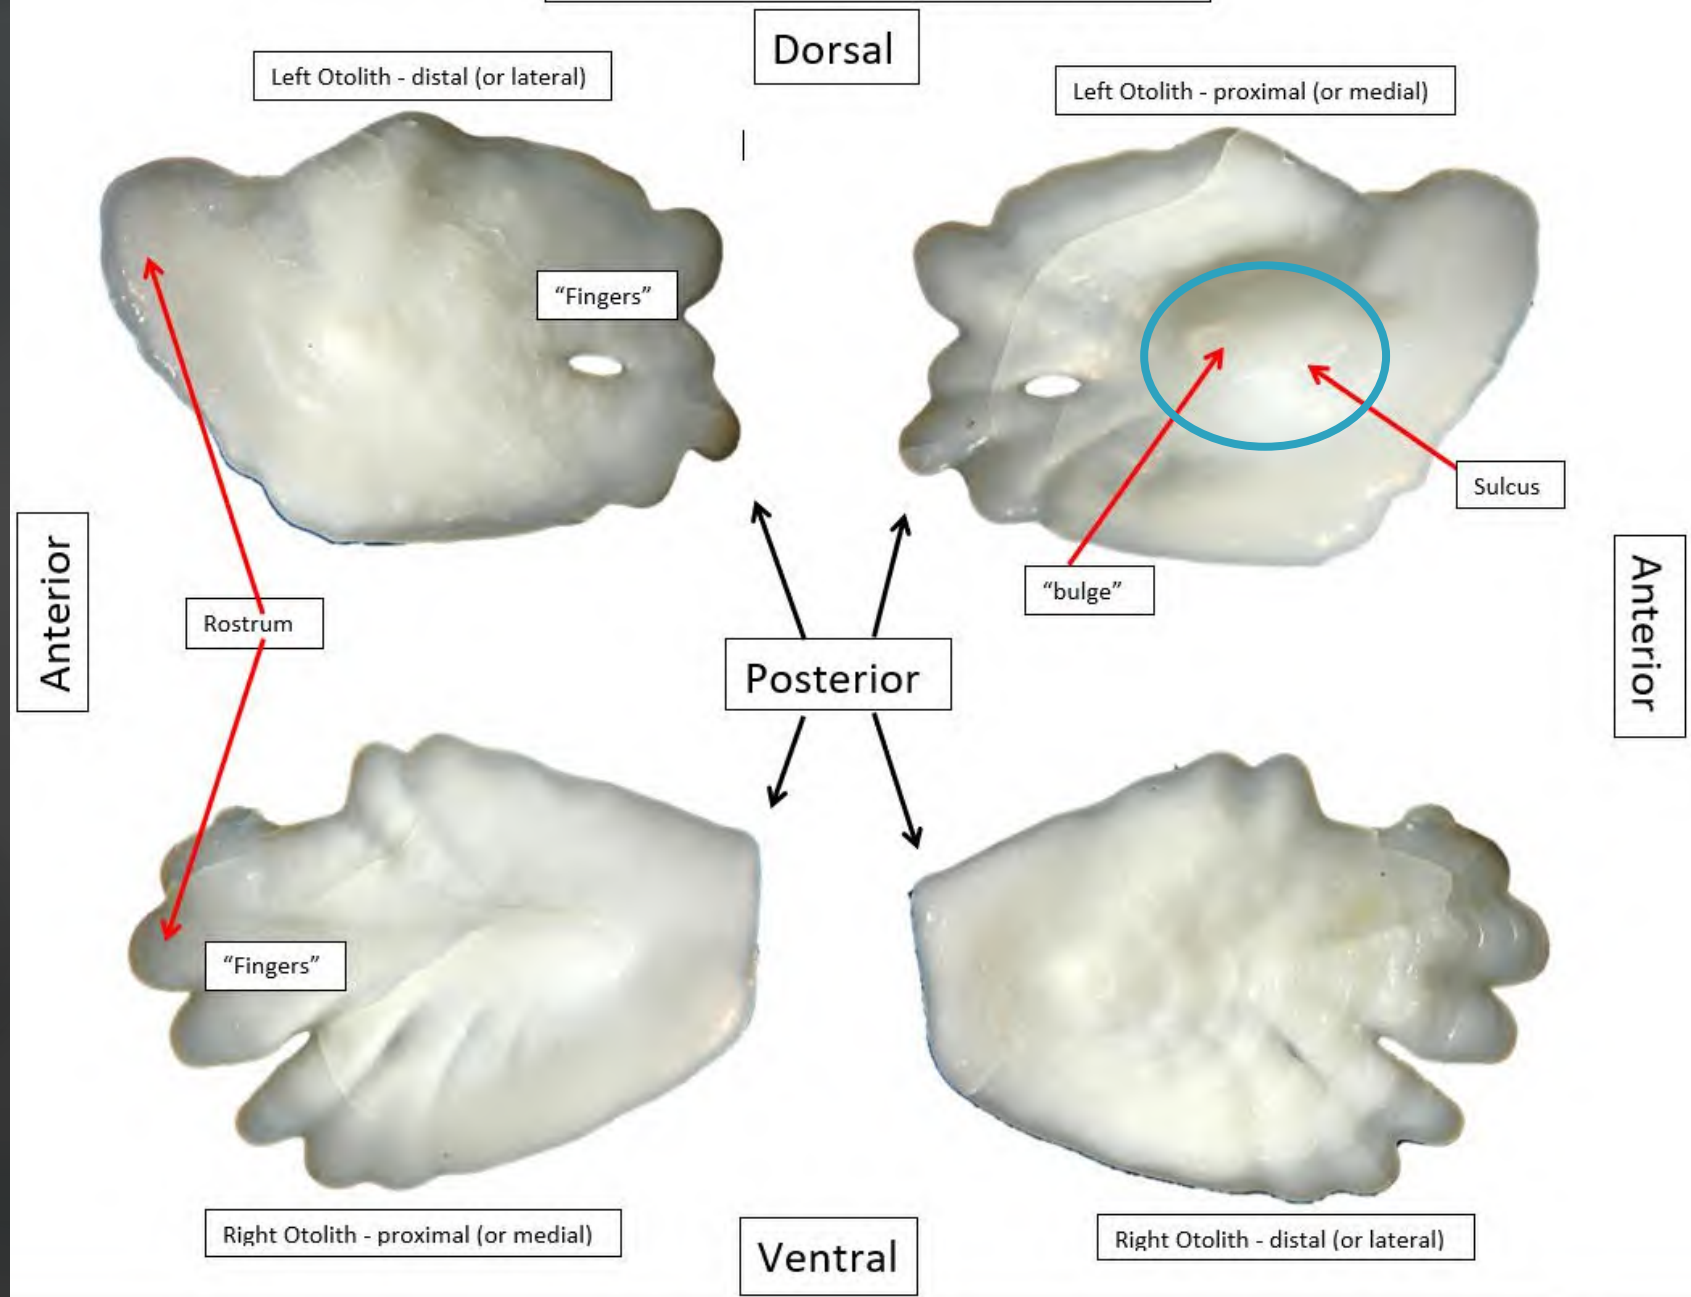 Dorsal
Left Otolith - distal (or lateral)
Left Otolith - proximal (or medial)
“Fingers”
Sulcus
“bulge”
Anterior
Rostrum
Posterior
Anterior
“Fingers”
Right Otolith - proximal (or medial)
Right Otolith - distal (or lateral)
Ventral